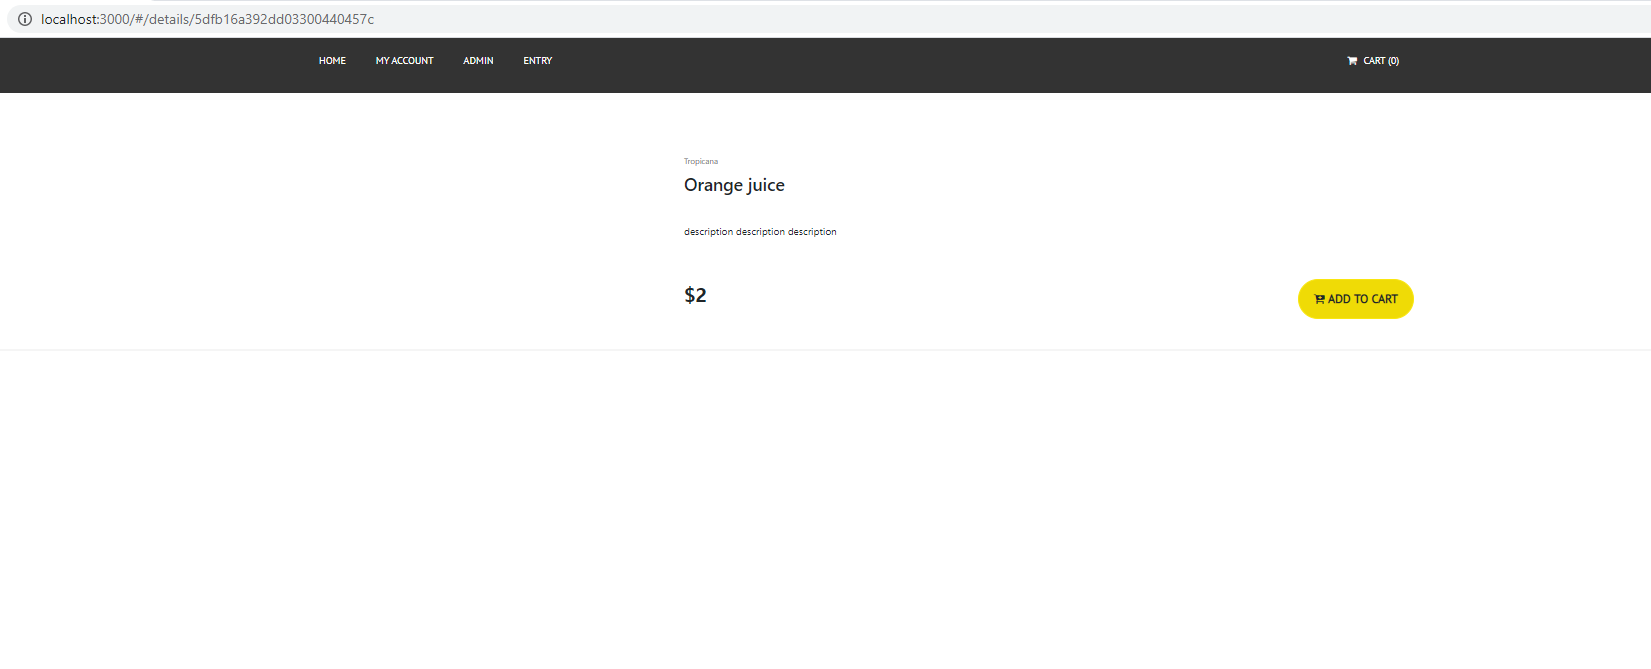 localhost:3000/#/details/5dfb16a392dd03300440457c
HOME MY ACCOUNT ADMIN ENTRY CART (0)
Tropicana
Orange juice
description description description
$2 ADD TO CART